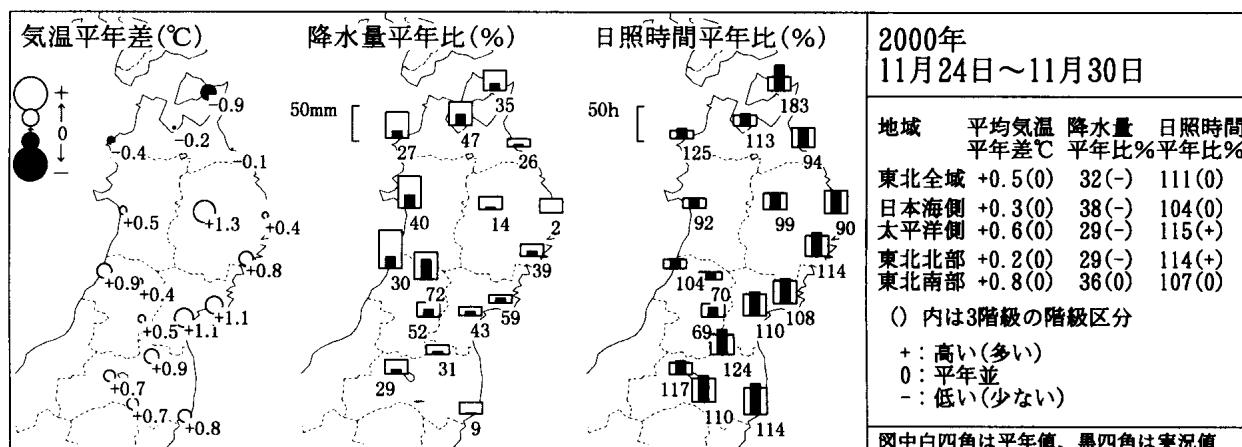 気温平年差(℃)
+
↑
0
↓
−
−0.9
−0.2
−0.4
−0.1
+0.5
+1.3
+0.4
+0.8
+0.9
+0.4
+1.1
+0.5
+1.1
+0.9
+0.7
+0.7
+0.8
降水量平年比(%)
50mm
35
47
27
26
40
14
2
39
30
72
59
52
43
31
29
9
日照時間平年比(%)
50h
183
113
125
94
92
99
90
114
104
70
108
69
110
124
117
110
114
2000年
11月24日～11月30日
地域 平均気温 降水量 日照時間
平年差℃ 平年比% 平年比%
東北全域 +0.5(0) 32(-) 111(0)
日本海側 +0.3(0) 38(-) 104(0)
太平洋側 +0.6(0) 29(-) 115(+)
東北北部 +0.2(0) 29(-) 114(+)
東北南部 +0.8(0) 36(0) 107(0)
() 内は3階級の階級区分
+：高い(多い)
0：平年並
-：低い(少ない)
図中白四角は平年値、黒四角は実況値